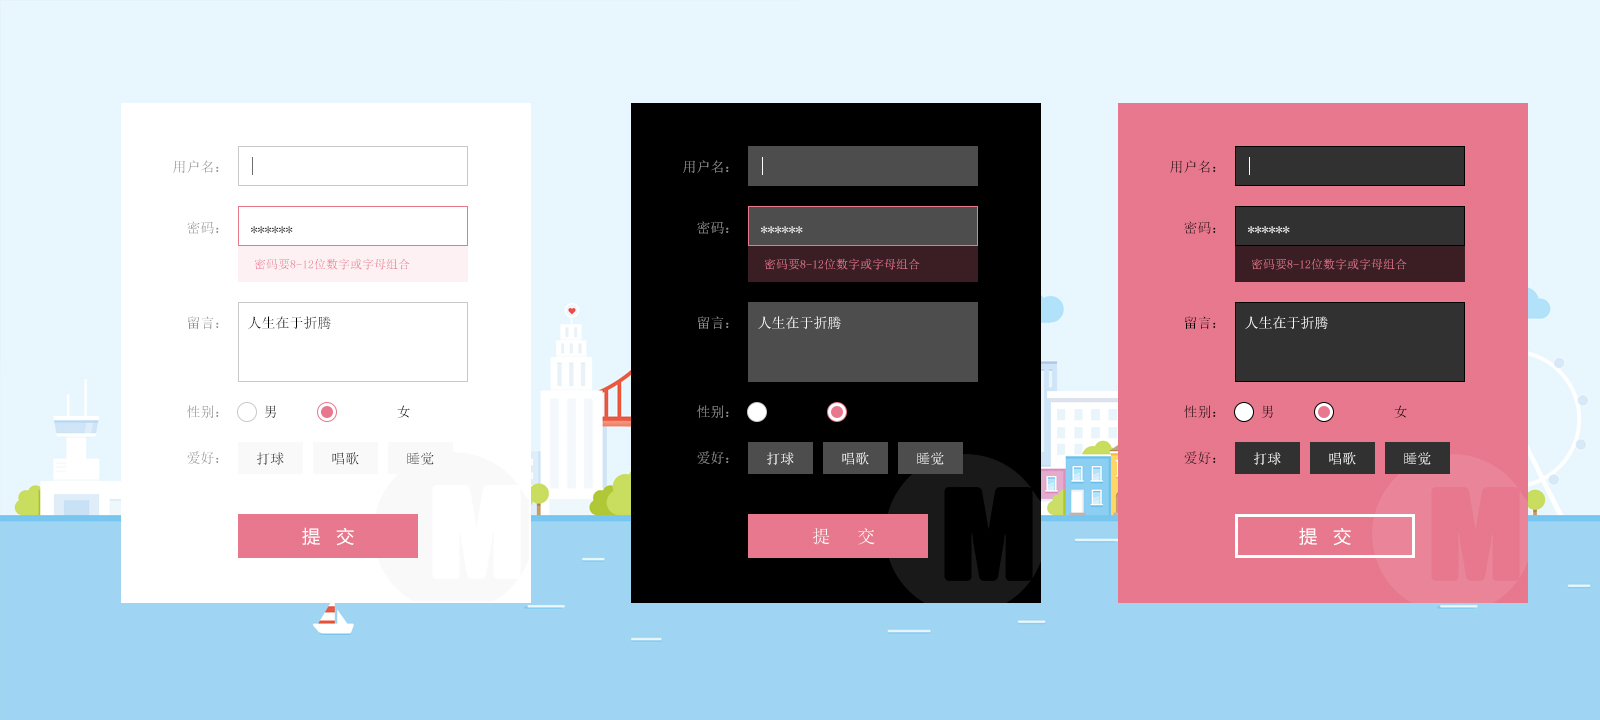 用户名：
密码：
******
密码要8-12位数字或字母组合
留言：
人生在于折腾
性别：
男
女
爱好：
打球
唱歌
睡觉
提 交
M
用户名：
密码：
******
密码要8-12位数字或字母组合
留言：
人生在于折腾
性别：
爱好：
打球
唱歌
睡觉
提 交
M
用户名：
密码：
******
密码要8-12位数字或字母组合
留言：
人生在于折腾
性别：
男
女
爱好：
打球
唱歌
睡觉
提 交
M